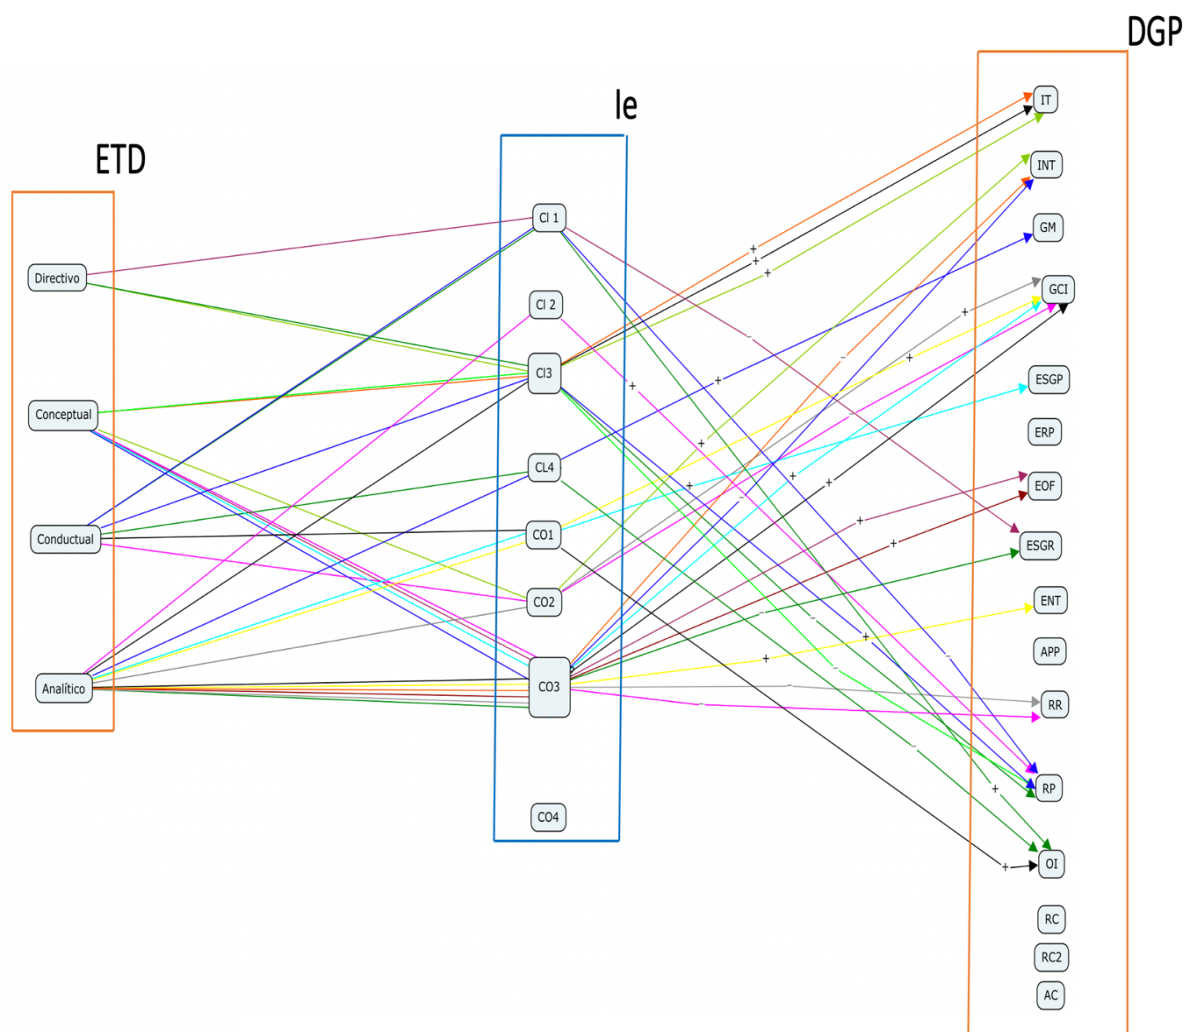 DGP
Ie
ETD
IT
INT
GM
GCI
ESGP
ERP
EOF
ESGR
ENT
APP
RR
RP
OI
RC
RC2
AC
CI 1
CI 2
CI3
CL4
CO1
CO2
CO3
CO4
Directivo
Conceptual
Conductual
Analítico